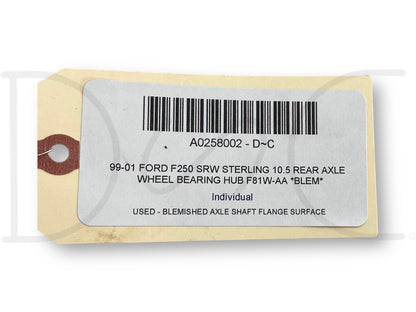 A0258002 - D~C
99-01 FORD F250 SRW STERLING 10.5 REAR AXLE
WHEEL BEARING HUB F81W-AA *BLEM*
Individual
USED - BLEMISHED AXLE SHAFT FLANGE SURFACE